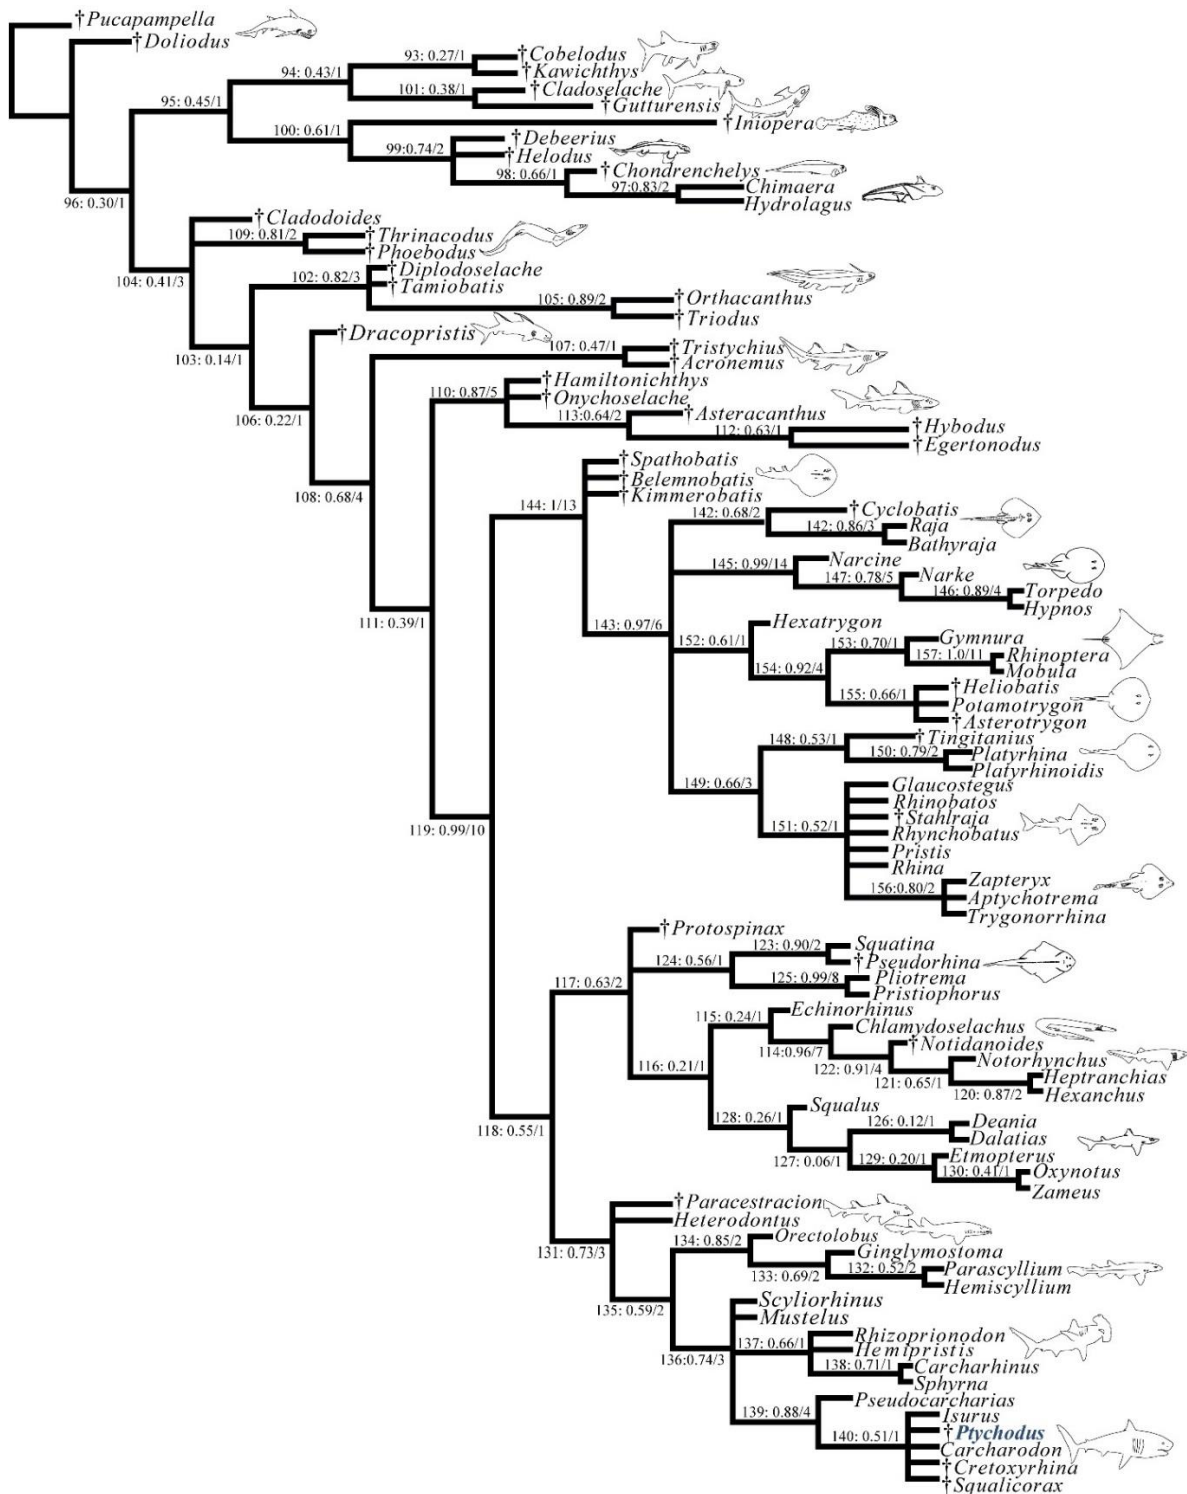 †Pucapampella
†Doliodus
93: 0.27/1 †Cobelodus
94: 0.43/1 †Kawichthys
101: 0.38/1 †Cladoselache
95: 0.45/1 †Gutturensis
100: 0.61/1 †Iniopera
†Debeerius
99:0.74/2 †Helodus
98: 0.66/1 †Chondrenchelys
97:0.83/2 Chimaera
96: 0.30/1 Hydrolagus
†Cladodoides
109: 0.81/2 †Thrinacodus
†Phoebodus
104: 0.41/3 102: 0.82/3 †Diplodoselache
†Tamiobatis
105: 0.89/2 †Orthacanthus
†Triodus
†Dracopristis
103: 0.14/1 107: 0.47/1 †Tristychius
†Acronemus
†Hamiltonichthys
110: 0.87/5 †Onychoselache
113:0.64/2 †Asteracanthus
106: 0.22/1 112: 0.63/1 †Hybodus
†Egertonodus
†Spathobatis
†Belemnobatis
108: 0.68/4 †Kimmerobatis
144: 1/13 142: 0.68/2 †Cyclobatis
142: 0.86/3 Raja
Bathyraja
145: 0.99/14 Narcine
147: 0.78/5 Narke
146: 0.89/4 Torpedo
Hypnos
111: 0.39/1 143: 0.97/6 Hexatrygon
152: 0.61/1 153: 0.70/1 Gymnura
157: 1.0/11 Rhinoptera
154: 0.92/4 Mobula
†Heliobatis
155: 0.66/1 Potamotrygon
†Asterotrygon
148: 0.53/1 †Tingitanius
150: 0.79/2 Platyrhina
Platyrhinoidis
149: 0.66/3 Glaucostegus
Rhinobatos
†Stahlraja
119: 0.99/10 151: 0.52/1 Rhynchobatus
Pristis
Rhina
Zapteryx
156:0.80/2 Aptychotrema
Trygonorrhina
†Protospinax
123: 0.90/2 Squatina
124: 0.56/1 †Pseudorhina
117: 0.63/2 125: 0.99/8 Pliotrema
Pristiophorus
115: 0.24/1 Echinorhinus
Chlamydoselachus
114:0.96/7 †Notidanoides
116: 0.21/1 122: 0.91/4 Notorhynchus
121: 0.65/1 Heptranchias
120: 0.87/2 Hexanchus
Squalus
128: 0.26/1 126: 0.12/1 Deania
118: 0.55/1 Dalatias
127: 0.06/1 129: 0.20/1 Etmopterus
130: 0.41/1 Oxynotus
Zameus
†Paracestracion
Heterodontus
131: 0.73/3 134: 0.85/2 Orectolobus
Ginglymostoma
133: 0.69/2 132: 0.52/2 Parascyllium
Hemiscyllium
135: 0.59/2 Scyliorhinus
Mustelus
137: 0.66/1 Rhizoprionodon
Hemipristis
136:0.74/3 138: 0.71/1 Carcharhinus
Sphyrna
139: 0.88/4 Pseudocarcharias
Isurus
140: 0.51/1 †Ptychodus
Carcharodon
†Cretoxyrhina
†Squalicorax